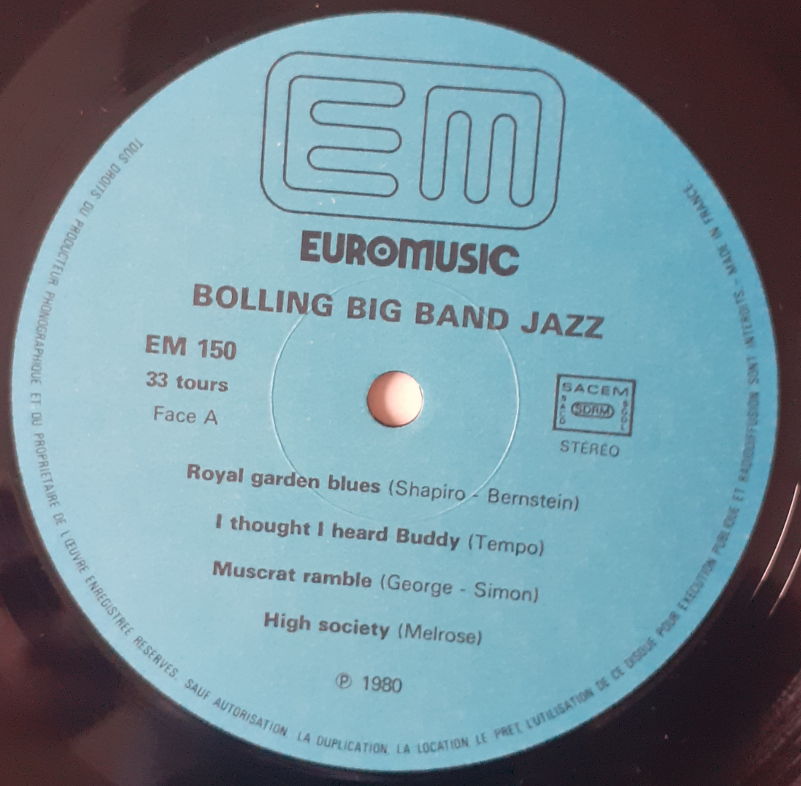 EM
EUROMUSIC
BOLLING BIG BAND JAZZ
EM 150
33 tours
Face A
SACEM
SACD
SDRM
SCDL
STÉRÉO
Royal garden blues (Shapiro - Bernstein)
I thought I heard Buddy (Tempo)
Muscrat ramble (George - Simon)
High society (Melrose)
℗ 1980
TOUS DROITS DU PRODUCTEUR PHONOGRAPHIQUE ET DU PROPRIETAIRE DE L'ŒUVRE ENREGISTREE RESERVES. SAUF AUTORISATION LA DUPLICATION, LA LOCATION, LE PRET, L'UTILISATION DE CE DISQUE POUR EXECUTION PUBLIQUE ET RADIODIFFUSION SONT INTERDITS - MADE IN FRANCE.